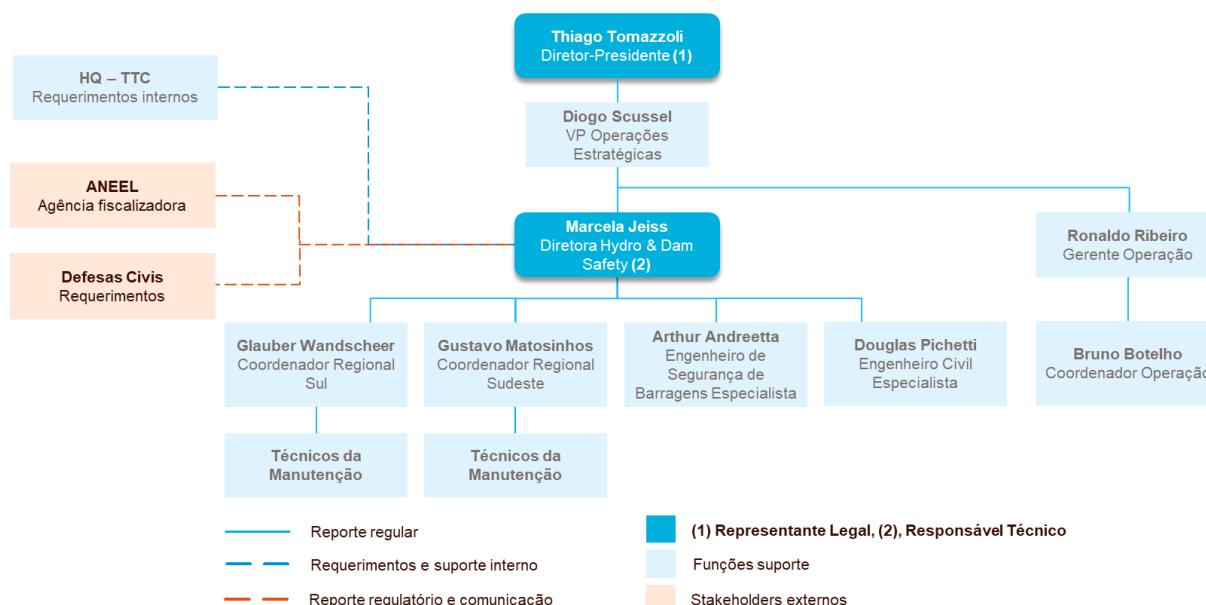 Thiago Tomazzoli
Diretor-Presidente (1)
HQ – TTC
Requerimentos internos
Diogo Scussel
VP Operações
Estratégicas
ANEEL
Agência fiscalizadora
Marcela Jeiss
Diretora Hydro & Dam
Safety (2)
Ronaldo Ribeiro
Gerente Operação
Defesas Civis
Requerimentos
Glauber Wandscheer
Coordenador Regional
Sul
Gustavo Matosinhos
Coordenador Regional
Sudeste
Arthur Andreetta
Engenheiro de
Segurança de
Barragens Especialista
Douglas Pichetti
Engenheiro Civil
Especialista
Bruno Botelho
Coordenador Operação
Técnicos da
Manutenção
Técnicos da
Manutenção
Reporte regular
(1) Representante Legal, (2), Responsável Técnico
Requerimentos e suporte interno
Funções suporte
Reporte regulatório e comunicação
Stakeholders externos